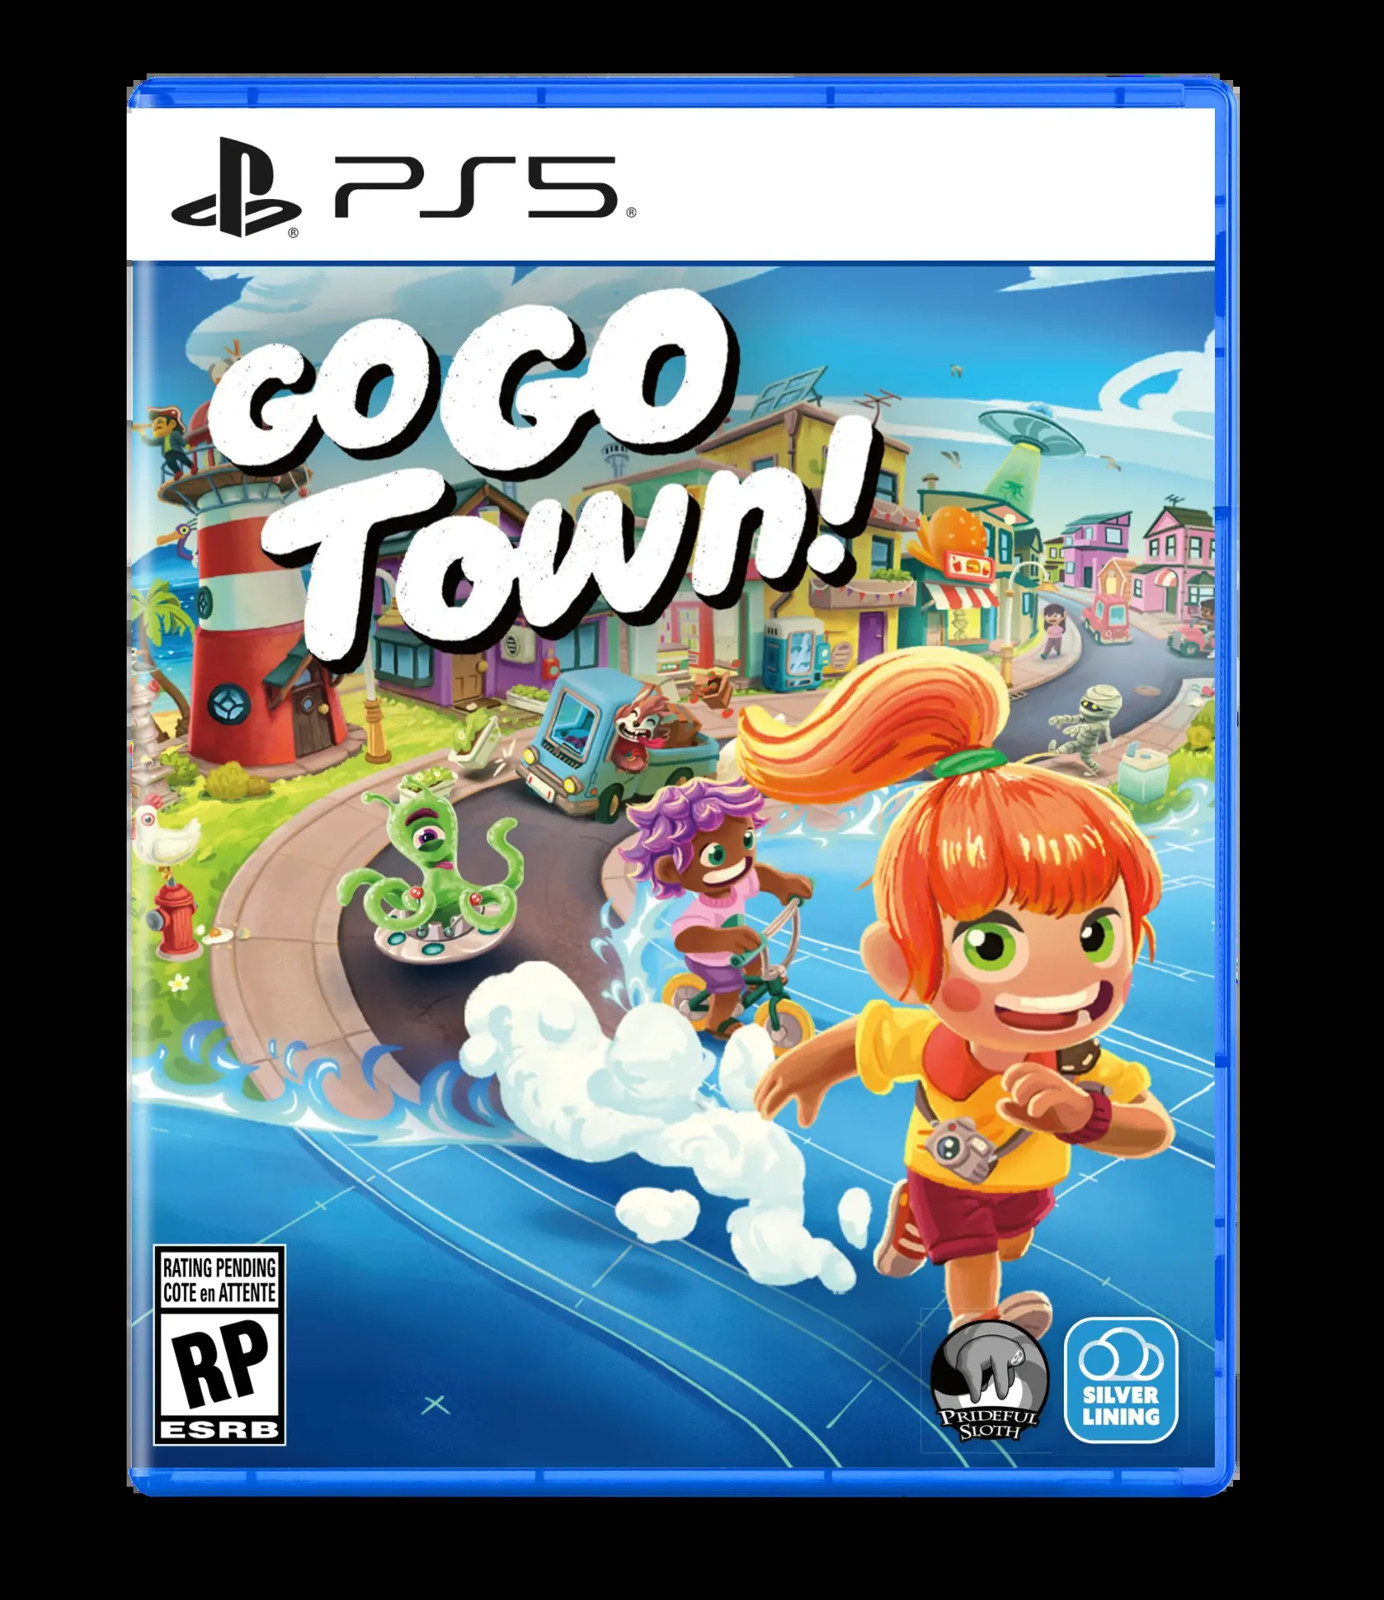 PS5®
GO GO
TOWN!
RATING PENDING
COTE en ATTENTE
RP
ESRB
PRIDEFUL
SLOTH
SILVER
LINING